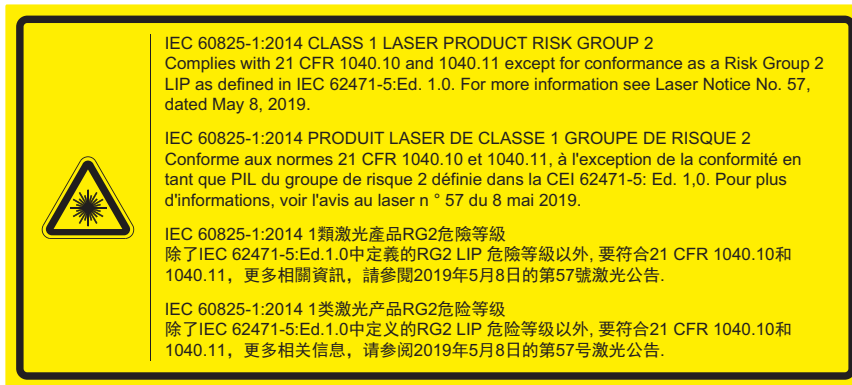 IEC 60825-1:2014 CLASS 1 LASER PRODUCT RISK GROUP 2
Complies with 21 CFR 1040.10 and 1040.11 except for conformance as a Risk Group 2
LIP as defined in IEC 62471-5:Ed. 1.0. For more information see Laser Notice No. 57,
dated May 8, 2019.
IEC 60825-1:2014 PRODUIT LASER DE CLASSE 1 GROUPE DE RISQUE 2
Conforme aux normes 21 CFR 1040.10 et 1040.11, à l'exception de la conformité en
tant que PIL du groupe de risque 2 définie dans la CEI 62471-5: Ed. 1,0. Pour plus
d'informations, voir l'avis au laser n ° 57 du 8 mai 2019.
IEC 60825-1:2014 1類激光產品RG2危險等級
除了IEC 62471-5:Ed.1.0中定義的RG2 LIP 危險等級以外, 要符合21 CFR 1040.10和
1040.11，更多相關資訊，請參閱2019年5月8日的第57號激光公告.
IEC 60825-1:2014 1类激光产品RG2危险等级
除了IEC 62471-5:Ed.1.0中定义的RG2 LIP 危险等级以外, 要符合21 CFR 1040.10和
1040.11，更多相关信息，请参阅2019年5月8日的第57号激光公告.